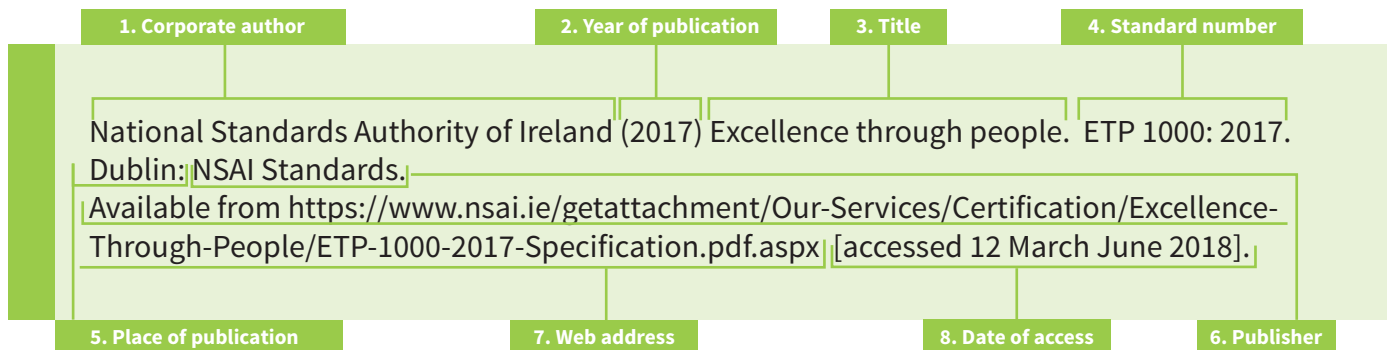 1. Corporate author 2. Year of publication 3. Title 4. Standard number
National Standards Authority of Ireland (2017) Excellence through people. ETP 1000: 2017.
Dublin: NSAI Standards.
Available from https://www.nsai.ie/getattachment/Our-Services/Certification/Excellence-
Through-People/ETP-1000-2017-Specification.pdf.aspx [accessed 12 March June 2018].
5. Place of publication 7. Web address 8. Date of access 6. Publisher